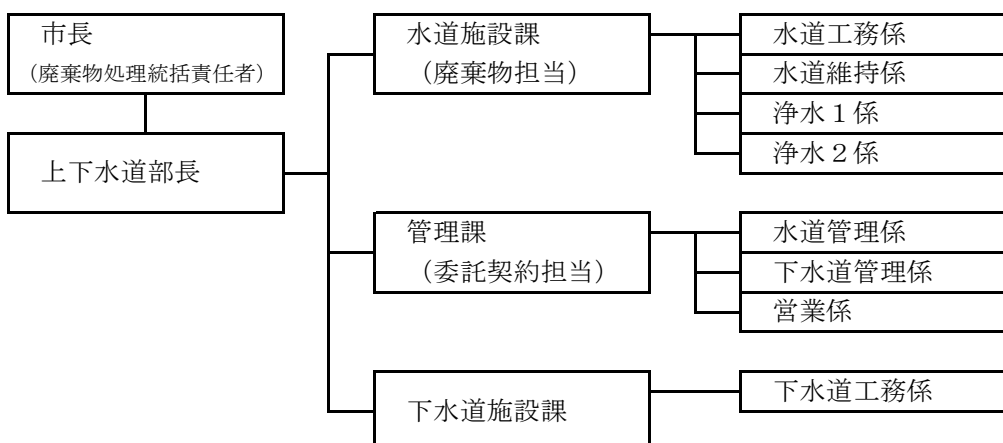 市長
（廃棄物処理統括責任者）
上下水道部長
水道施設課
（廃棄物担当）
水道工務係
水道維持係
浄水１係
浄水２係
管理課
（委託契約担当）
水道管理係
下水道管理係
営業係
下水道施設課
下水道工務係